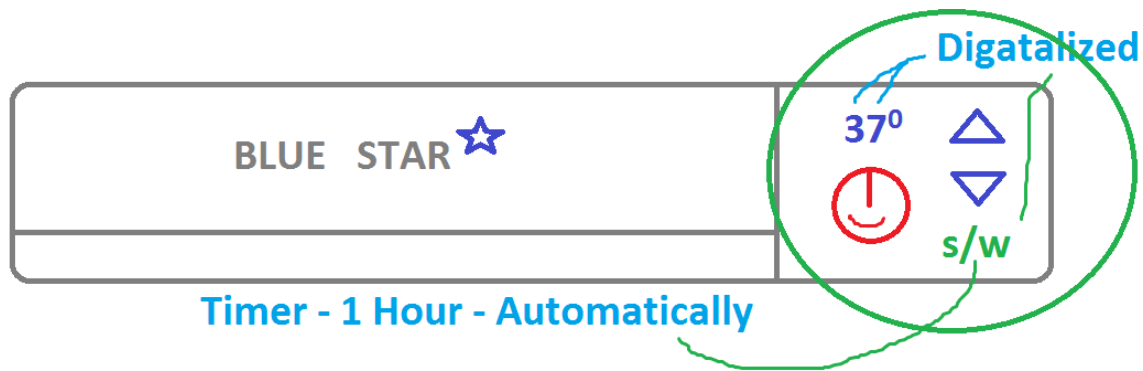 Digatalized
37⁰
BLUE STAR
s/w
Timer - 1 Hour - Automatically